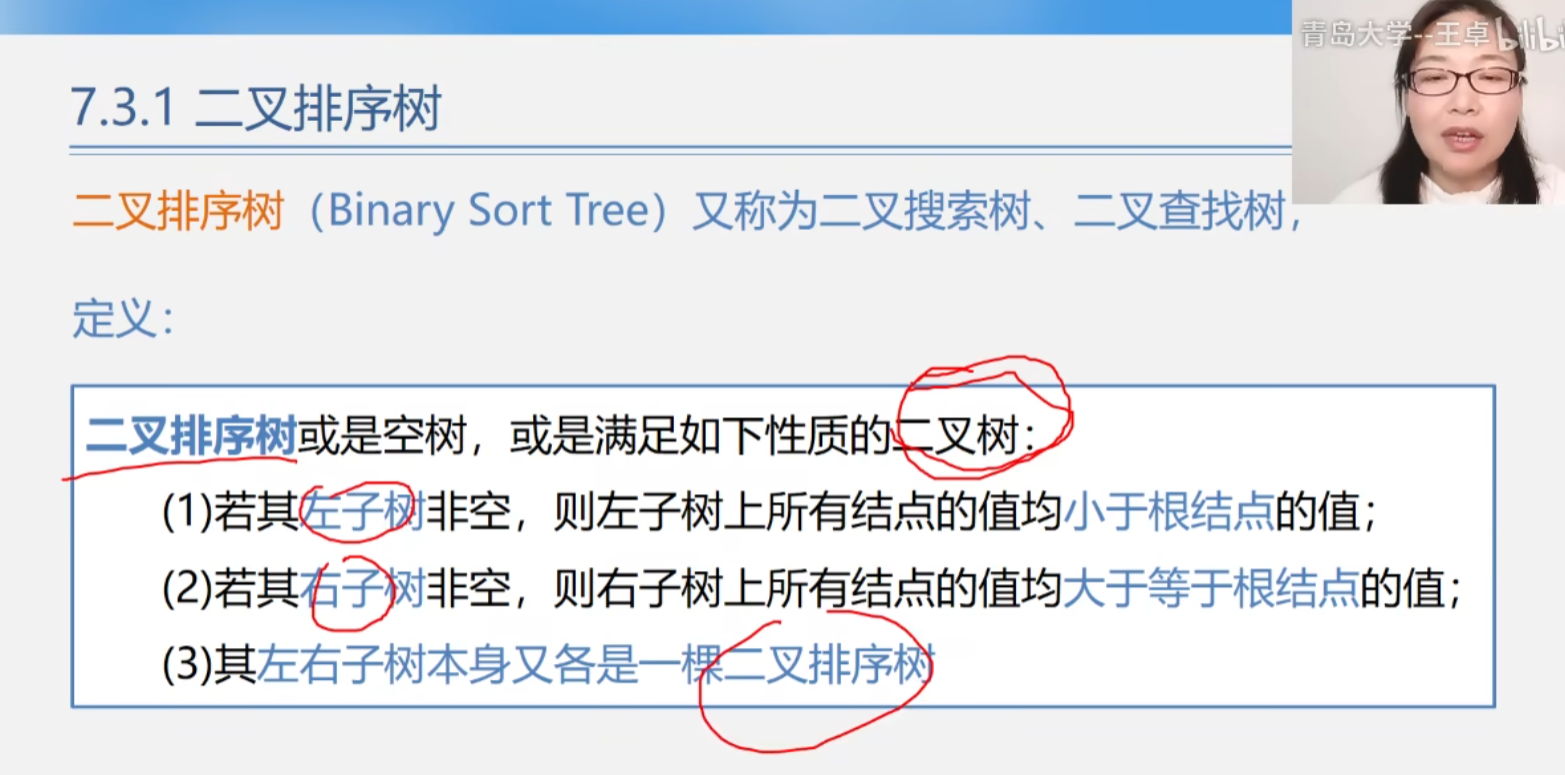 青岛大学--王卓 bilibi
7.3.1 二叉排序树
二叉排序树（Binary Sort Tree）又称为二叉搜索树、二叉查找树，
定义：
二叉排序树或是空树，或是满足如下性质的二叉树：
(1)若其左子树非空，则左子树上所有结点的值均小于根结点的值；
(2)若其右子树非空，则右子树上所有结点的值均大于等于根结点的值；
(3)其左右子树本身又各是一棵二叉排序树